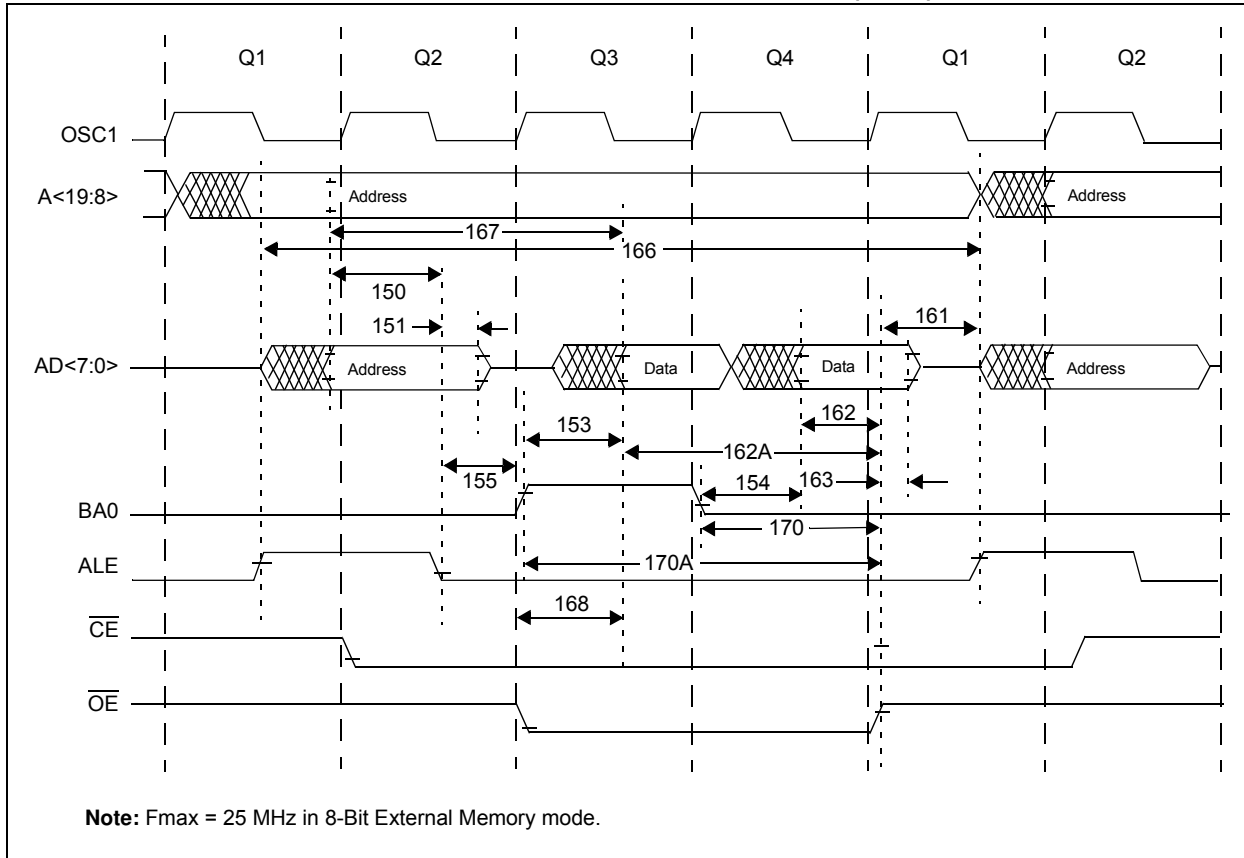 Q1 Q2 Q3 Q4 Q1 Q2
OSC1
A<19:8>
Address
Address
167
166
150
151
161
AD<7:0>
Address
Data
Data
Address
162
153
162A
155
154
163
BA0
170
ALE
170A
168
CE
OE
Note: Fmax = 25 MHz in 8-Bit External Memory mode.